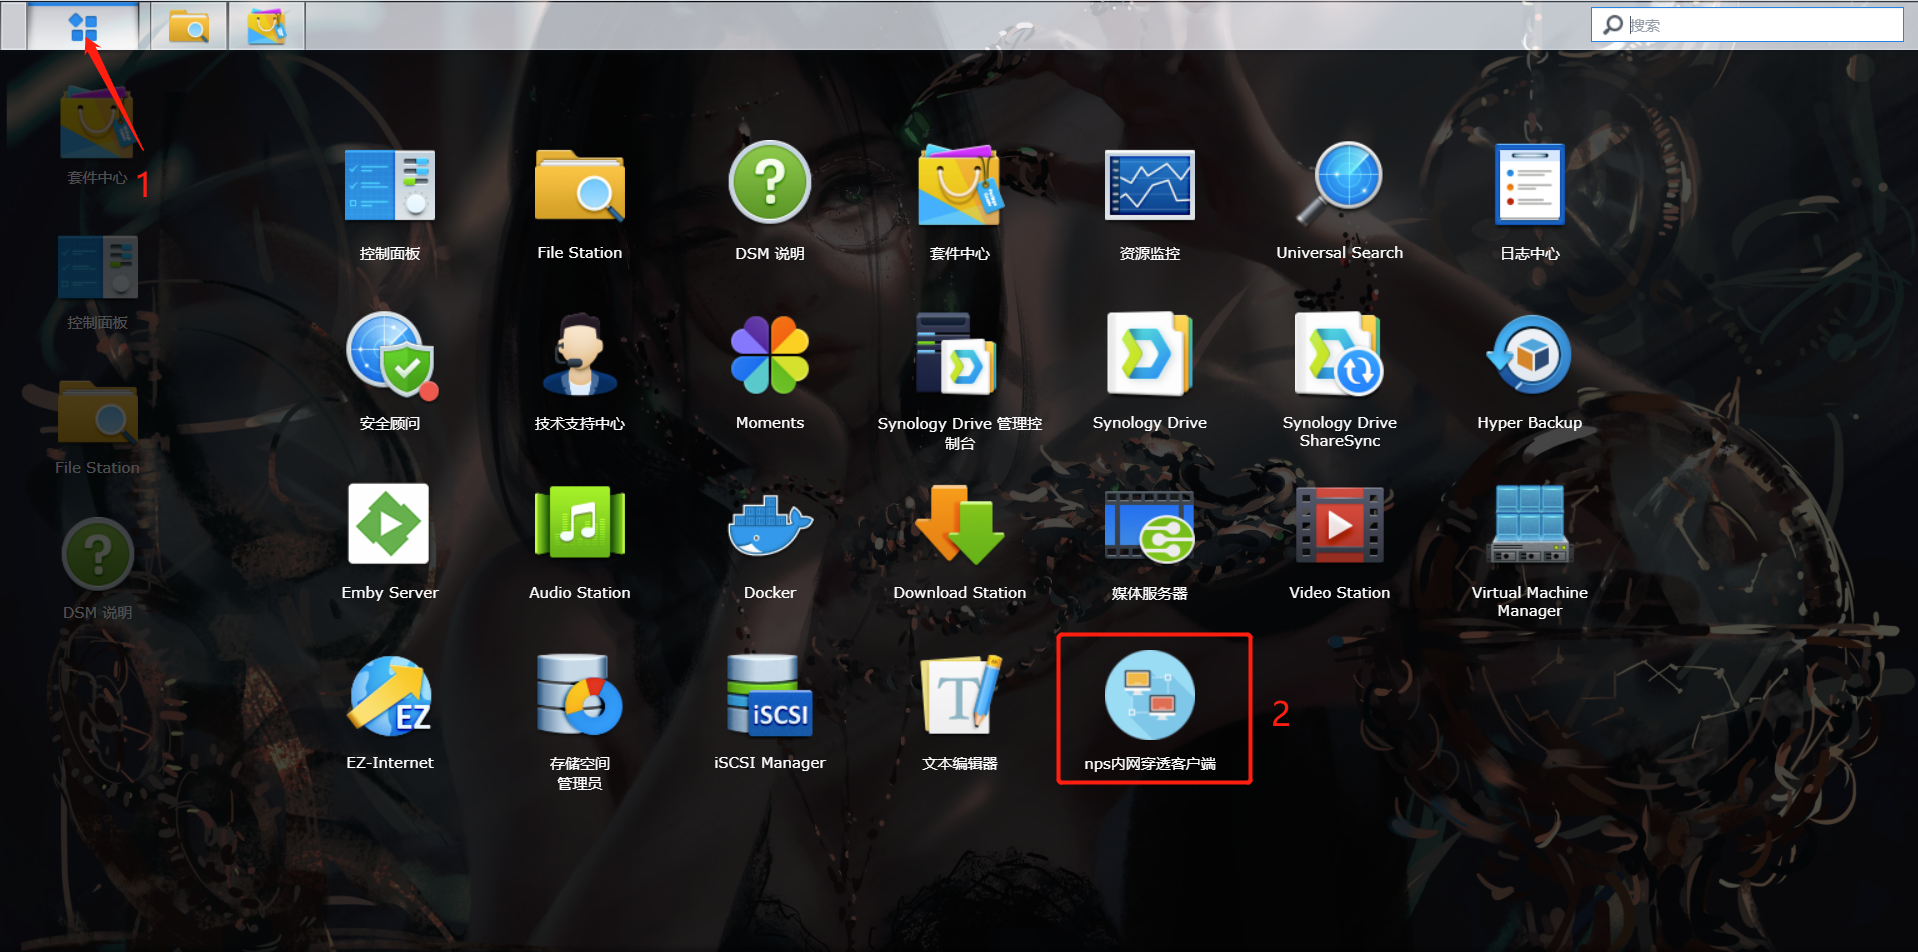 搜索
套件中心
1
控制面板
File Station
DSM 说明
控制面板
File Station
DSM 说明
套件中心
资源监控
Universal Search
日志中心
安全顾问
技术支持中心
Moments
Synology Drive 管理控
制台
Synology Drive
Synology Drive
ShareSync
Hyper Backup
Emby Server
Audio Station
Docker
Download Station
媒体服务器
Video Station
Virtual Machine
Manager
EZ
EZ-Internet
存储空间
管理员
iSCSI
iSCSI Manager
T
文本编辑器
nps内网穿透客户端
2